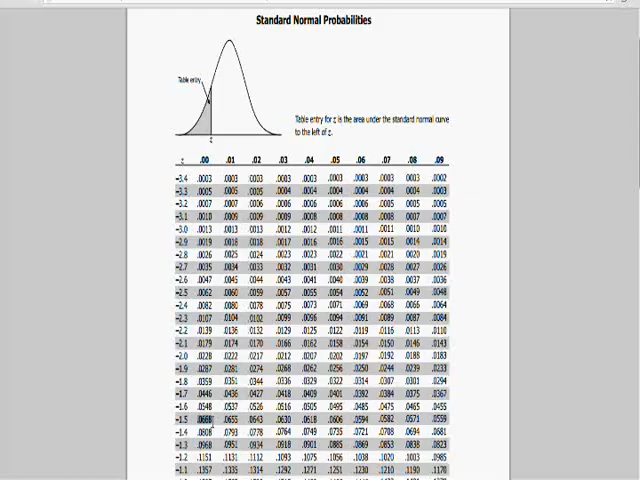 Standard Normal Probabilities
Table entry
z
Table entry for z is the area under the standard normal curve
to the left of z.
z .00 .01 .02 .03 .04 .05 .06 .07 .08 .09
−3.4 .0003 .0003 .0003 .0003 .0003 .0003 .0003 .0003 .0003 .0002
−3.3 .0005 .0005 .0005 .0004 .0004 .0004 .0004 .0004 .0004 .0003
−3.2 .0007 .0007 .0006 .0006 .0006 .0006 .0006 .0005 .0005 .0005
−3.1 .0010 .0009 .0009 .0009 .0008 .0008 .0008 .0008 .0007 .0007
−3.0 .0013 .0013 .0013 .0012 .0012 .0011 .0011 .0011 .0010 .0010
−2.9 .0019 .0018 .0018 .0017 .0016 .0016 .0015 .0015 .0014 .0014
−2.8 .0026 .0025 .0024 .0023 .0023 .0022 .0021 .0021 .0020 .0019
−2.7 .0035 .0034 .0033 .0032 .0031 .0030 .0029 .0028 .0027 .0026
−2.6 .0047 .0045 .0044 .0043 .0041 .0040 .0039 .0038 .0037 .0036
−2.5 .0062 .0060 .0059 .0057 .0055 .0054 .0052 .0051 .0049 .0048
−2.4 .0082 .0080 .0078 .0075 .0073 .0071 .0069 .0068 .0066 .0064
−2.3 .0107 .0104 .0102 .0099 .0096 .0094 .0091 .0089 .0087 .0084
−2.2 .0139 .0136 .0132 .0129 .0125 .0122 .0119 .0116 .0113 .0110
−2.1 .0179 .0174 .0170 .0166 .0162 .0158 .0154 .0150 .0146 .0143
−2.0 .0228 .0222 .0217 .0212 .0207 .0202 .0197 .0192 .0188 .0183
−1.9 .0287 .0281 .0274 .0268 .0262 .0256 .0250 .0244 .0239 .0233
−1.8 .0359 .0351 .0344 .0336 .0329 .0322 .0314 .0307 .0301 .0294
−1.7 .0446 .0436 .0427 .0418 .0409 .0401 .0392 .0384 .0375 .0367
−1.6 .0548 .0537 .0526 .0516 .0505 .0495 .0485 .0475 .0465 .0455
−1.5 .0668 .0655 .0643 .0630 .0618 .0606 .0594 .0582 .0571 .0559
−1.4 .0808 .0793 .0778 .0764 .0749 .0735 .0721 .0708 .0694 .0681
−1.3 .0968 .0951 .0934 .0918 .0901 .0885 .0869 .0853 .0838 .0823
−1.2 .1151 .1131 .1112 .1093 .1075 .1056 .1038 .1020 .1003 .0985
−1.1 .1357 .1335 .1314 .1292 .1271 .1251 .1230 .1210 .1190 .1170